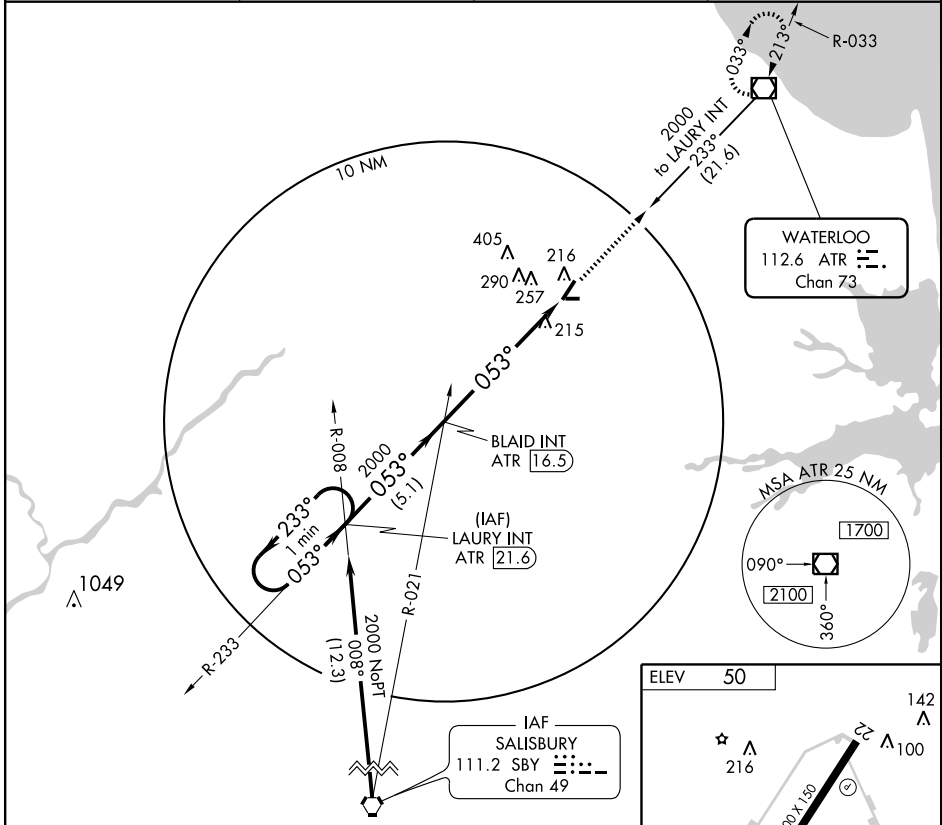 R-033
033°
213°
2000
to LAURY INT
233°
(21.6)
10 NM
WATERLOO
112.6 ATR
Chan 73
405
290
257
216
215
053°
BLAID INT
ATR 16.5
R-008
2000
053°
(5.1)
(IAF)
LAURY INT
ATR 21.6
233°
1 min
053°
1049
R-233
R-021
2000 NoPT
008°
(12.3)
MSA ATR 25 NM
1700
090°
2100
360°
IAF
SALISBURY
111.2 SBY
Chan 49
ELEV 50
142
22
100
216
P
00 X 150